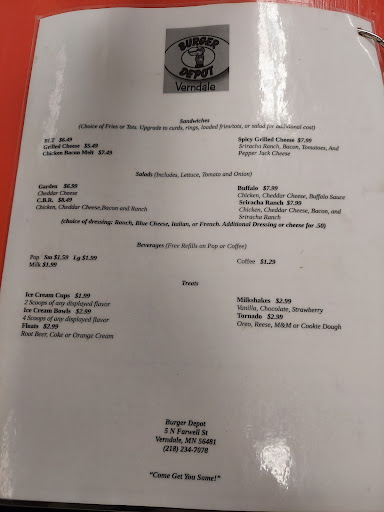 BURGER
DEPOT
Verndale
Sandwiches
(Choice of Fries or Tots. Upgrade to curds, rings, loaded fries/tots, or salad for additional cost)
BLT $6.49
Grilled Cheese $5.49
Chicken Bacon Melt $7.49
Spicy Grilled Cheese $7.99
Sriracha Ranch, Bacon, Tomatoes, And
Pepper Jack Cheese
Salads (Includes, Lettuce, Tomato and Onion)
Garden $6.99
Cheddar Cheese
C.B.R. $8.49
Chicken, Cheddar Cheese,Bacon and Ranch
Buffalo $7.99
Chicken, Cheddar Cheese, Buffalo Sauce
Sriracha Ranch $7.99
Chicken, Cheddar Cheese, Bacon, and
Sriracha Ranch
(choice of dressing: Ranch, Blue Cheese, Italian, or French. Additional Dressing or cheese for .50)
Beverages (Free Refills on Pop or Coffee)
Pop Sm $1.59 Lg $1.99
Milk $1.99
Coffee $1.29
Treats
Ice Cream Cups $1.99
2 Scoops of any displayed flavor
Ice Cream Bowls $2.99
4 Scoops of any displayed flavor
Floats $2.99
Root Beer, Coke or Orange Cream
Milkshakes $2.99
Vanilla, Chocolate, Strawberry
Tornado $2.99
Oreo, Reese, M&M or Cookie Dough
Burger Depot
5 N Farwell St
Verndale, MN 56481
(218) 234-7078
"Come Get You Some!"